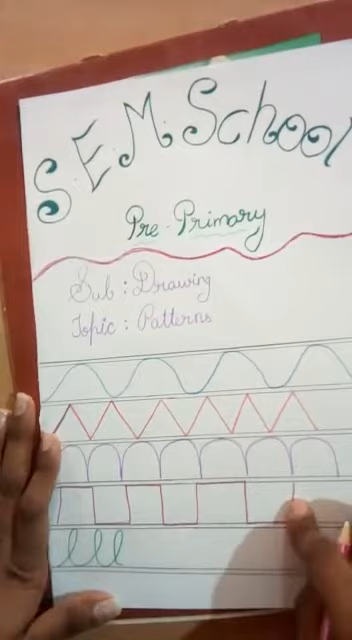 S.E.M. School
Pre-Primary
Sub : Drawing
Topic : Patterns